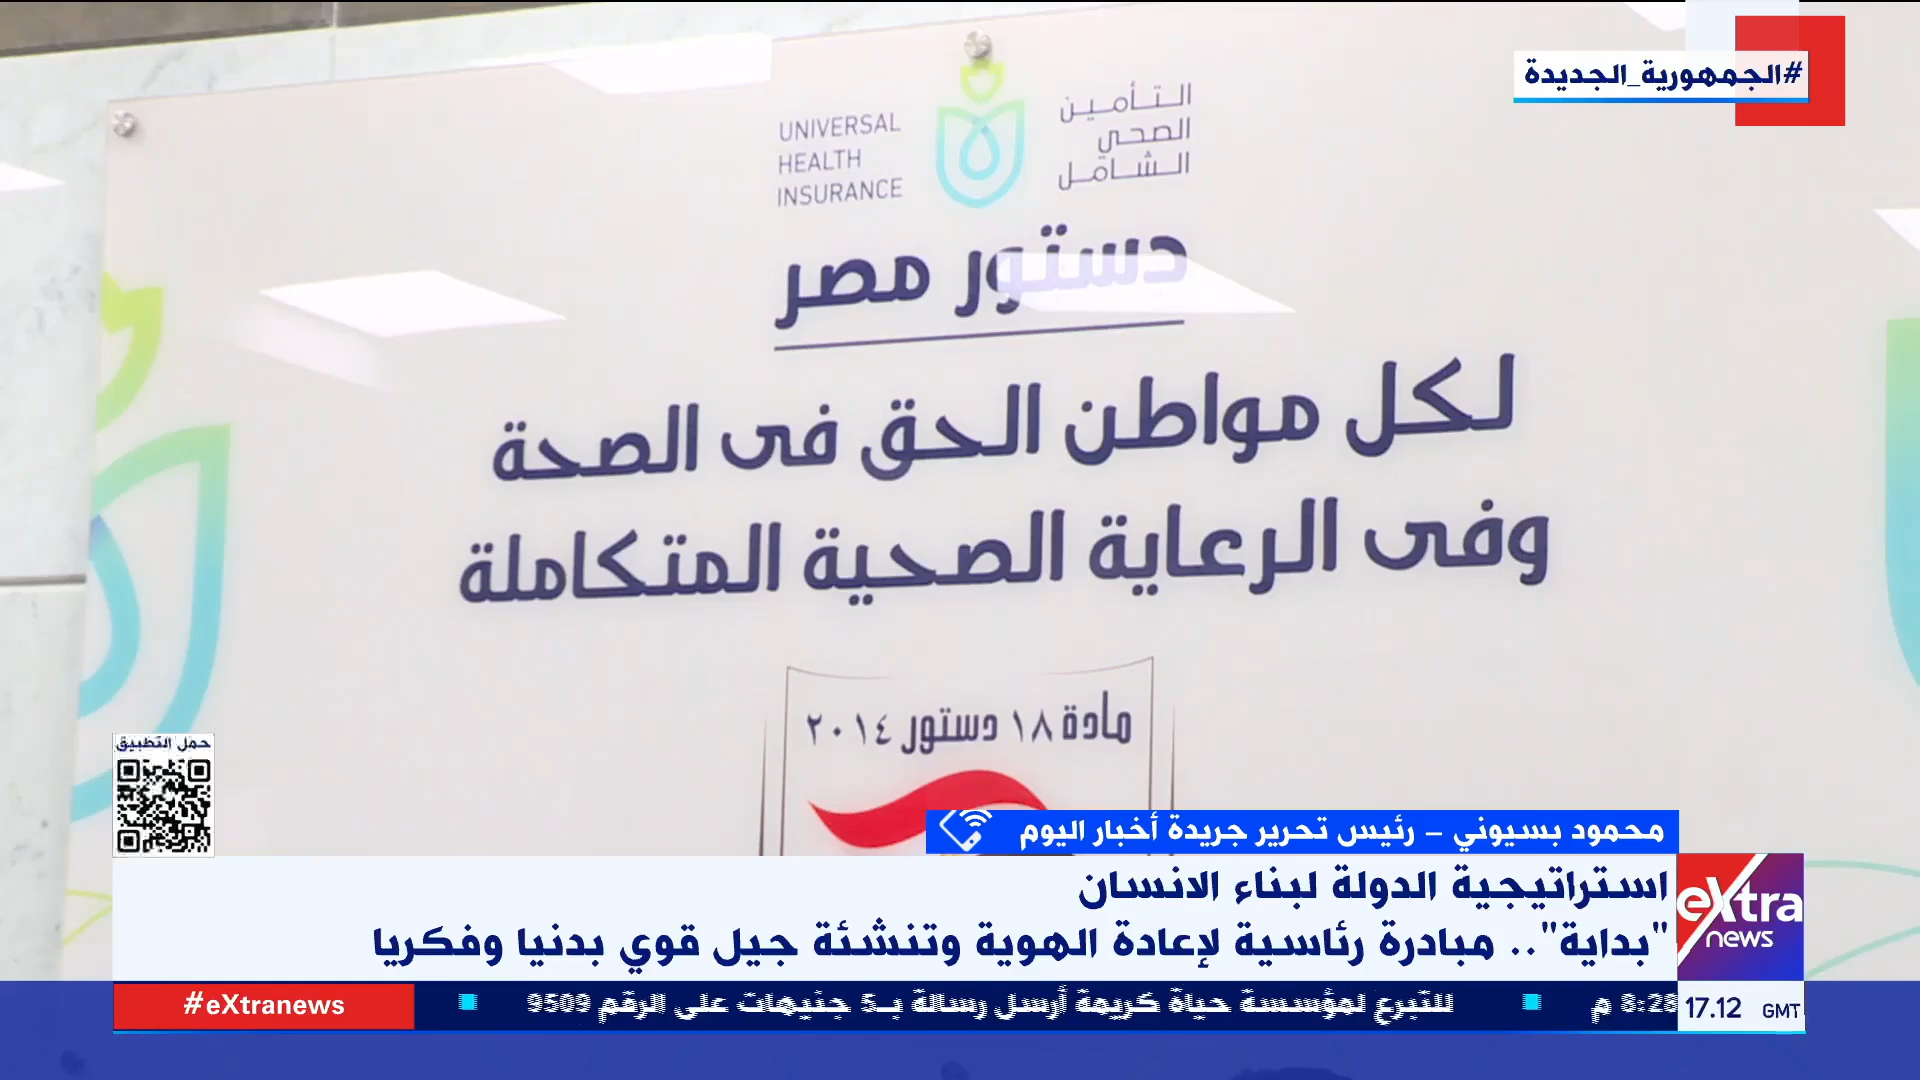 #الجمهورية_الجديدة
UNIVERSAL
HEALTH
INSURANCE
التأمين
الصحي
الشامل
دستور مصر
لكل مواطن الحق فى الصحة
وفى الرعاية الصحية المتكاملة
مادة ١٨ دستور ٢٠١٤
حمل التطبيق
محمود بسيوني – رئيس تحرير جريدة أخبار اليوم
استراتيجية الدولة لبناء الانسان
"بداية".. مبادرة رئاسية لإعادة الهوية وتنشئة جيل قوي بدنيا وفكريا
eXtra
news
#eXtranews
8:28 م
للتبرع لمؤسسة حياة كريمة أرسل رسالة بـ5 جنيهات على الرقم 9509
17.12 GMT